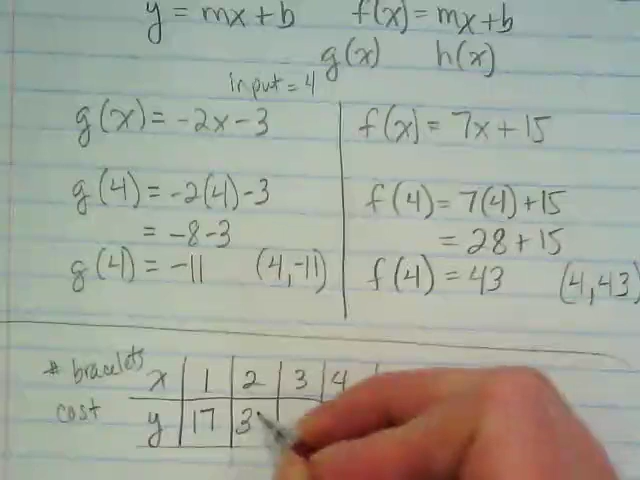 y = mx + b f(x) = mx + b
g(x) h(x)
input = 4
g(x) = -2x - 3
g(4) = -2(4) - 3
= -8 - 3
g(4) = -11 (4, -11)
f(x) = 7x + 15
f(4) = 7(4) + 15
= 28 + 15
f(4) = 43 (4, 43)
# bracelets x 1 2 3 4
cost y 17 3